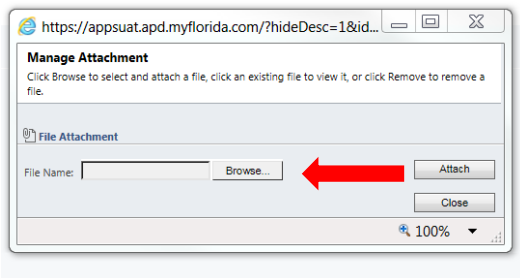 https://appsuat.apd.myflorida.com/?hideDesc=1&id...
Manage Attachment
Click Browse to select and attach a file, click an existing file to view it, or click Remove to remove a
file.
File Attachment
File Name: Browse... Attach
Close
100%